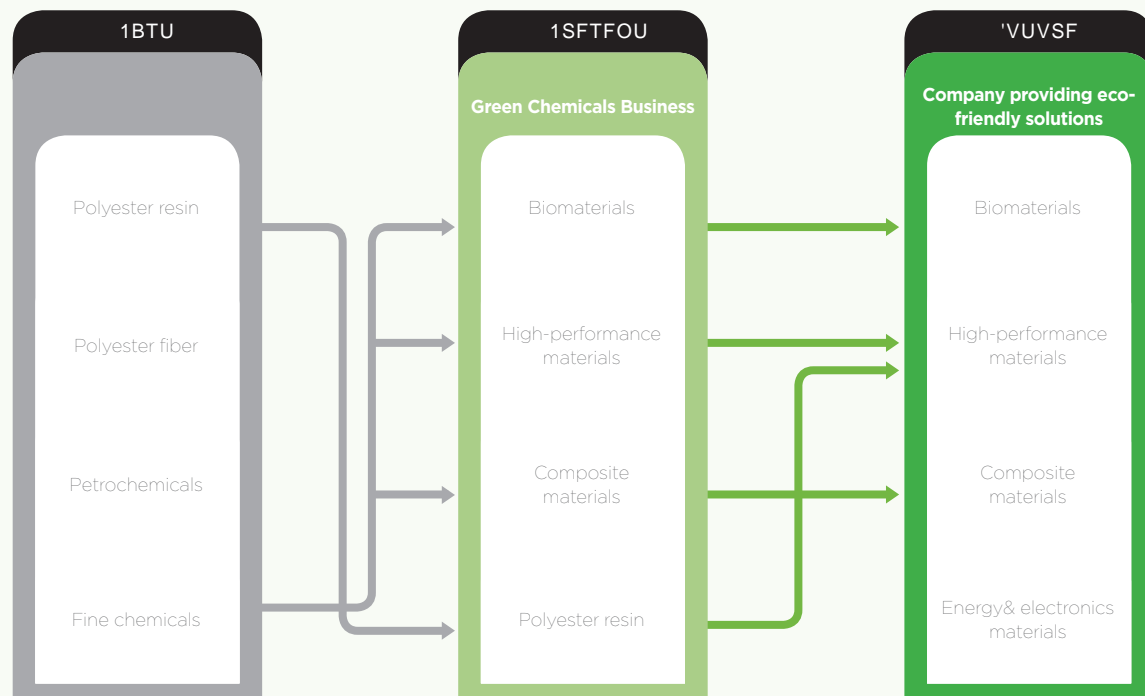 1BTU
Polyester resin
Polyester fiber
Petrochemicals
Fine chemicals
1SFTFOU
Green Chemicals Business
Biomaterials
High-performance
materials
Composite
materials
Polyester resin
'VUVSF
Company providing eco-
friendly solutions
Biomaterials
High-performance
materials
Composite
materials
Energy& electronics
materials